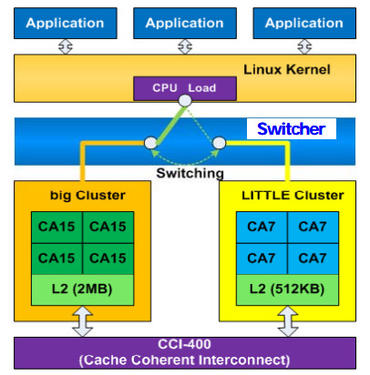 Application Application Application
Linux Kernel
CPU Load
Switcher
Switching
big Cluster LITTLE Cluster
CA15 CA15 CA7 CA7
CA15 CA15 CA7 CA7
L2 (2MB) L2 (512KB)
CCI-400
(Cache Coherent Interconnect)